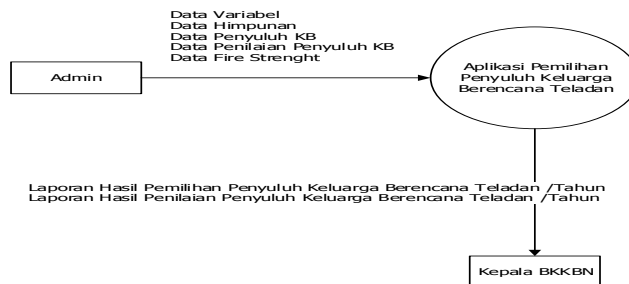 Data Variabel
Data Himpunan
Data Penyuluh KB
Data Penilaian Penyuluh KB
Data Fire Strenght
Admin
Aplikasi Pemilihan
Penyuluh Keluarga
Berencana Teladan
Laporan Hasil Pemilihan Penyuluh Keluarga Berencana Teladan /Tahun
Laporan Hasil Penilaian Penyuluh Keluarga Berencana Teladan /Tahun
Kepala BKKBN